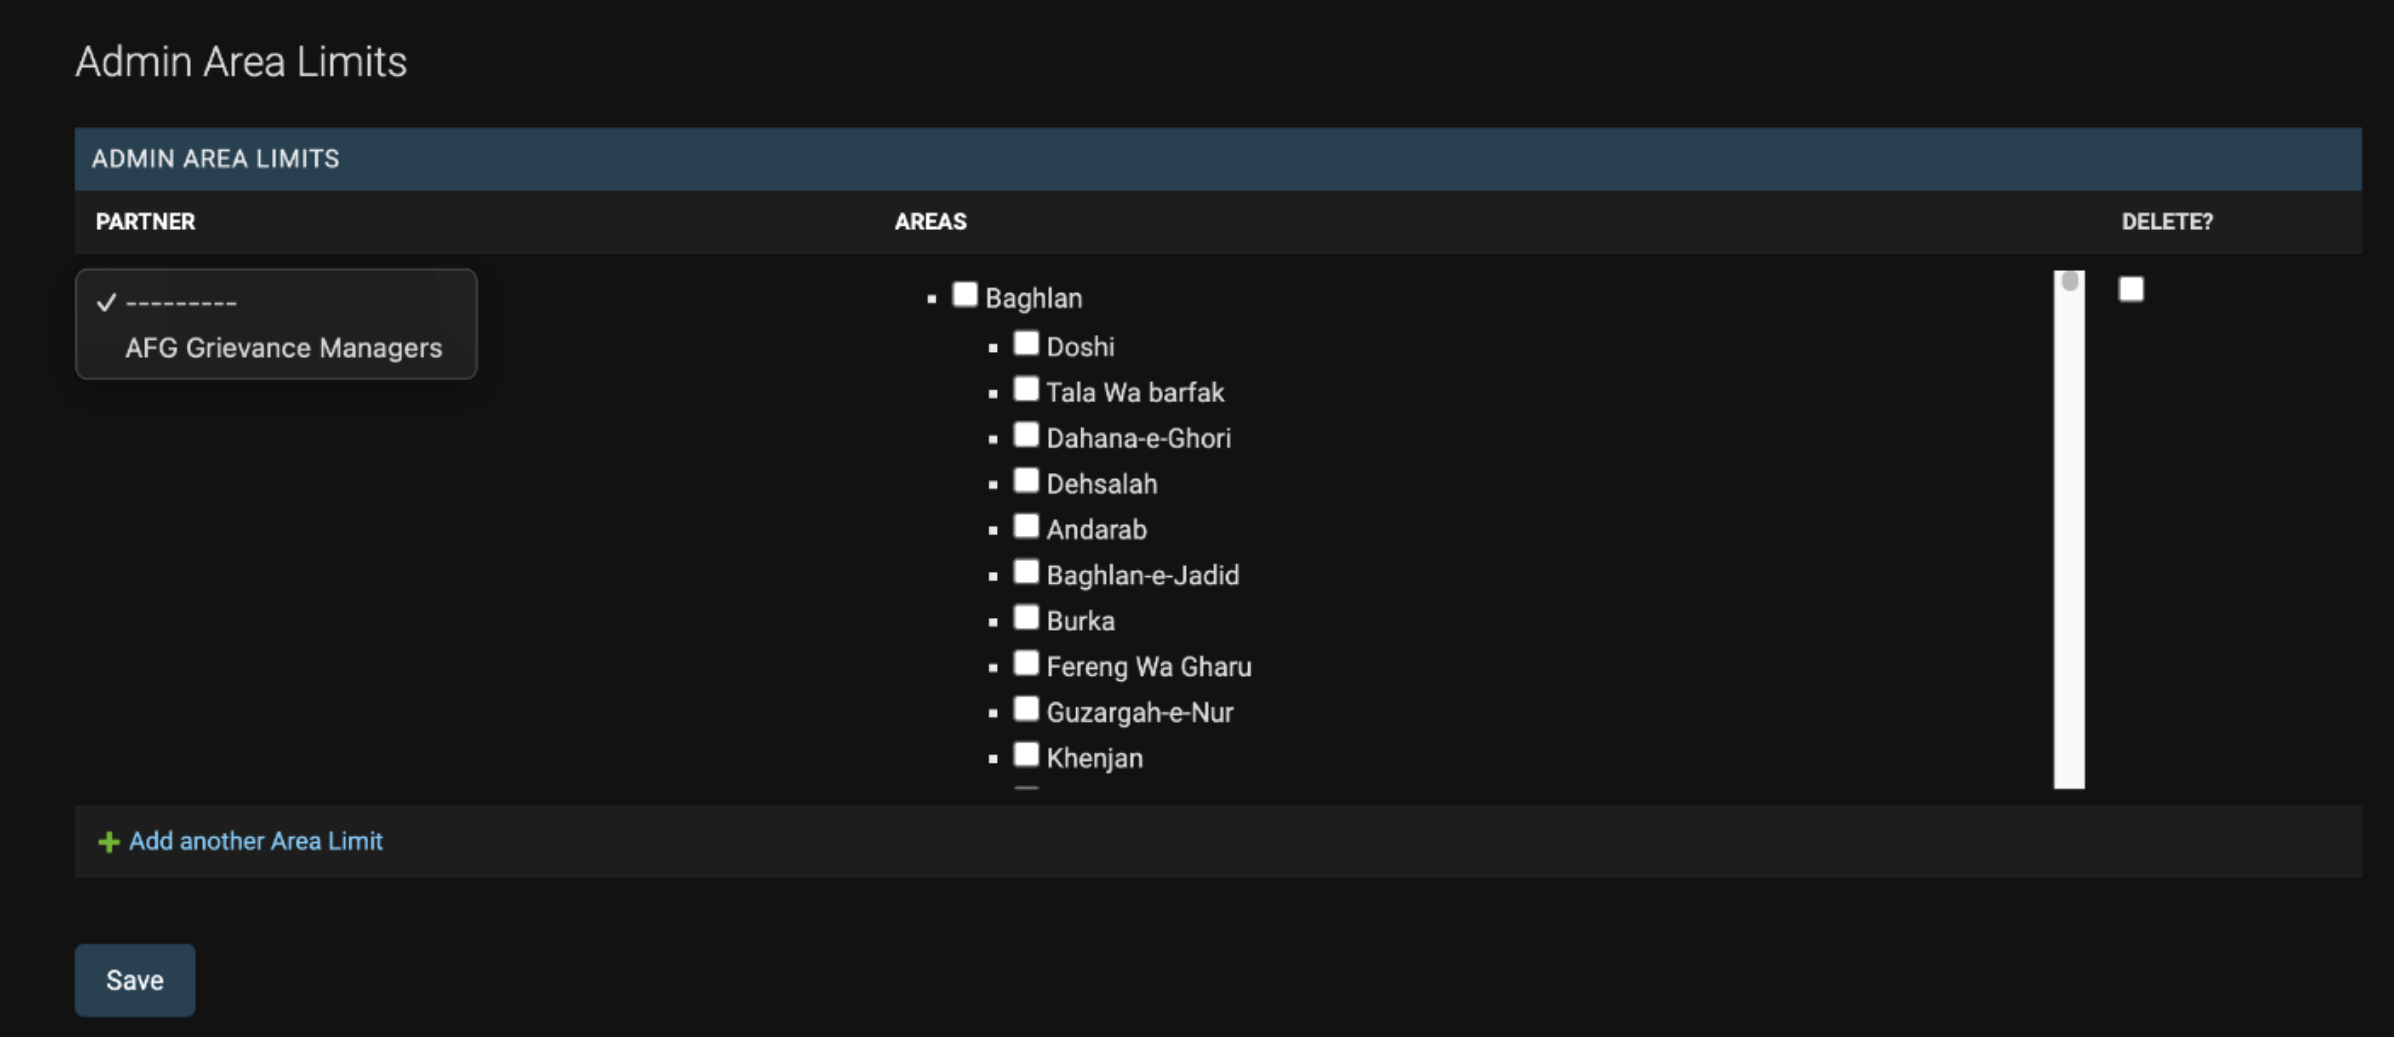 Admin Area Limits
ADMIN AREA LIMITS
PARTNER AREAS DELETE?
✓ ---------
AFG Grievance Managers
Baghlan
Doshi
Tala Wa barfak
Dahana-e-Ghori
Dehsalah
Andarab
Baghlan-e-Jadid
Burka
Fereng Wa Gharu
Guzargah-e-Nur
Khenjan
Add another Area Limit
Save